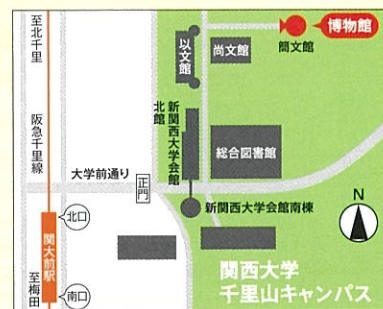 至北千里
阪急千里線
関大前駅
至梅田
北口
南口
大学前通り
正門
以文館
尚文館
簡文館
博物館
新関西大学会館
北館
総合図書館
新関西大学会館南棟
N
関西大学
千里山キャンパス